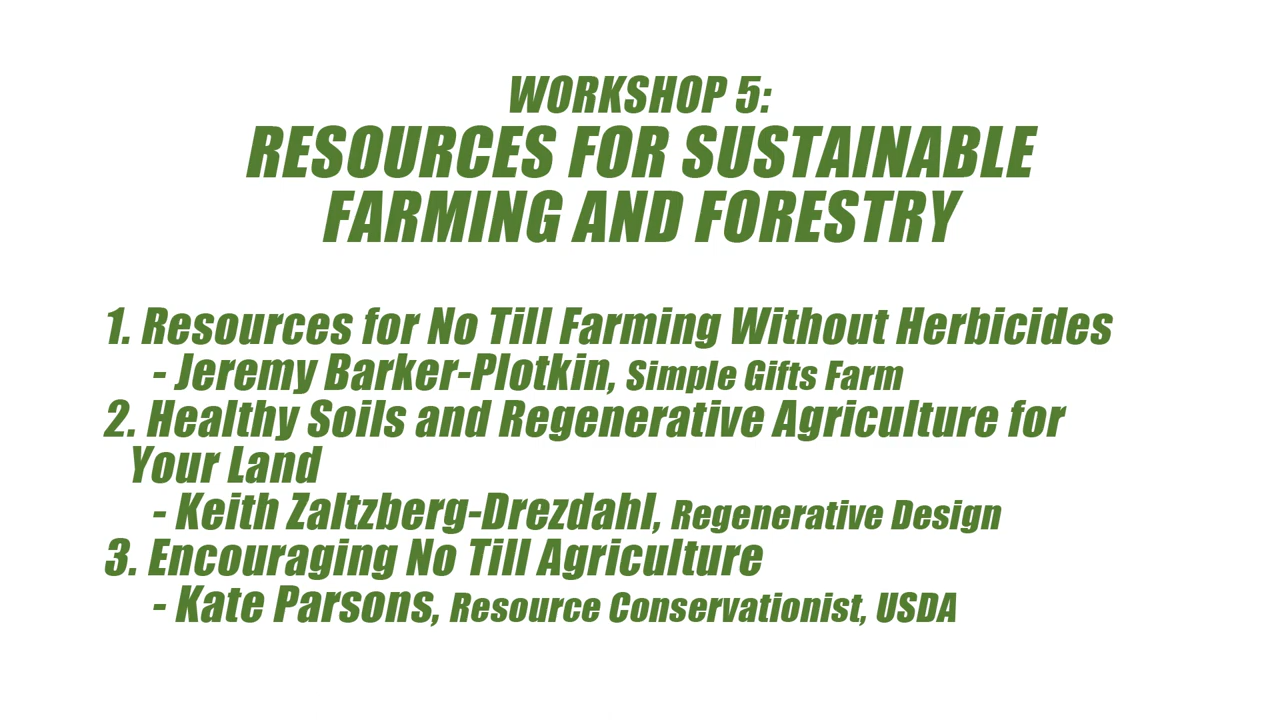 WORKSHOP 5:
RESOURCES FOR SUSTAINABLE
FARMING AND FORESTRY
1. Resources for No Till Farming Without Herbicides
- Jeremy Barker-Plotkin, Simple Gifts Farm
2. Healthy Soils and Regenerative Agriculture for
Your Land
- Keith Zaltzberg-Drezdahl, Regenerative Design
3. Encouraging No Till Agriculture
- Kate Parsons, Resource Conservationist, USDA